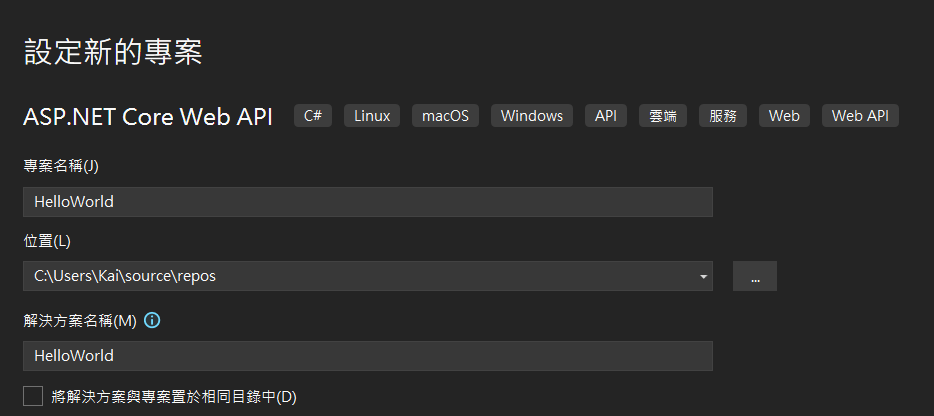 設定新的專案
ASP.NET Core Web API C# Linux macOS Windows API 雲端 服務 Web Web API
專案名稱(J)
HelloWorld
位置(L)
C:\Users\Kai\source\repos ...
解決方案名稱(M)
HelloWorld
將解決方案與專案置於相同目錄中(D)